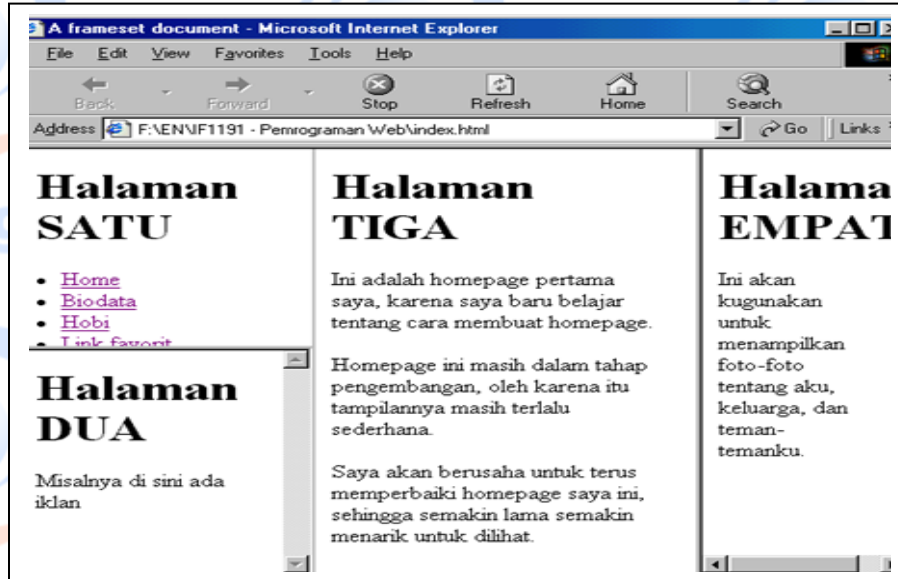 A frameset document - Microsoft Internet Explorer
File Edit View Favorites Tools Help
Back Forward Stop Refresh Home Search
Address F:\EN\IF1191 - Pemrograman Web\index.html Go Links
Halaman
SATU
Home
Biodata
Hobi
Link favorit
Halaman
DUA
Misalnya di sini ada
iklan
Halaman
TIGA
Ini adalah homepage pertama
saya, karena saya baru belajar
tentang cara membuat homepage.
Homepage ini masih dalam tahap
pengembangan, oleh karena itu
tampilannya masih terlalu
sederhana.
Saya akan berusaha untuk terus
memperbaiki homepage saya ini,
sehingga semakin lama semakin
menarik untuk dilihat.
Halama
EMPAT
Ini akan
kugunakan
untuk
menampilkan
foto-foto
tentang aku,
keluarga, dan
teman-
temanku.